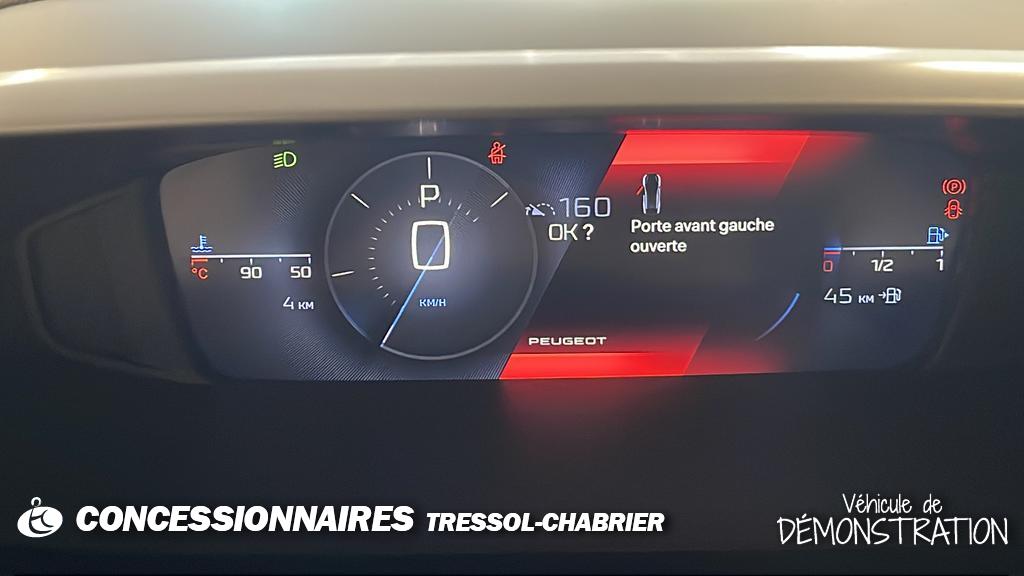 P
160
OK ?
Porte avant gauche
ouverte
0
KM/H
°C
90
50
4 KM
0
1/2
1
45 KM
PEUGEOT
CONCESSIONNAIRES TRESSOL-CHABRIER
Véhicule de
DÉMONSTRATION